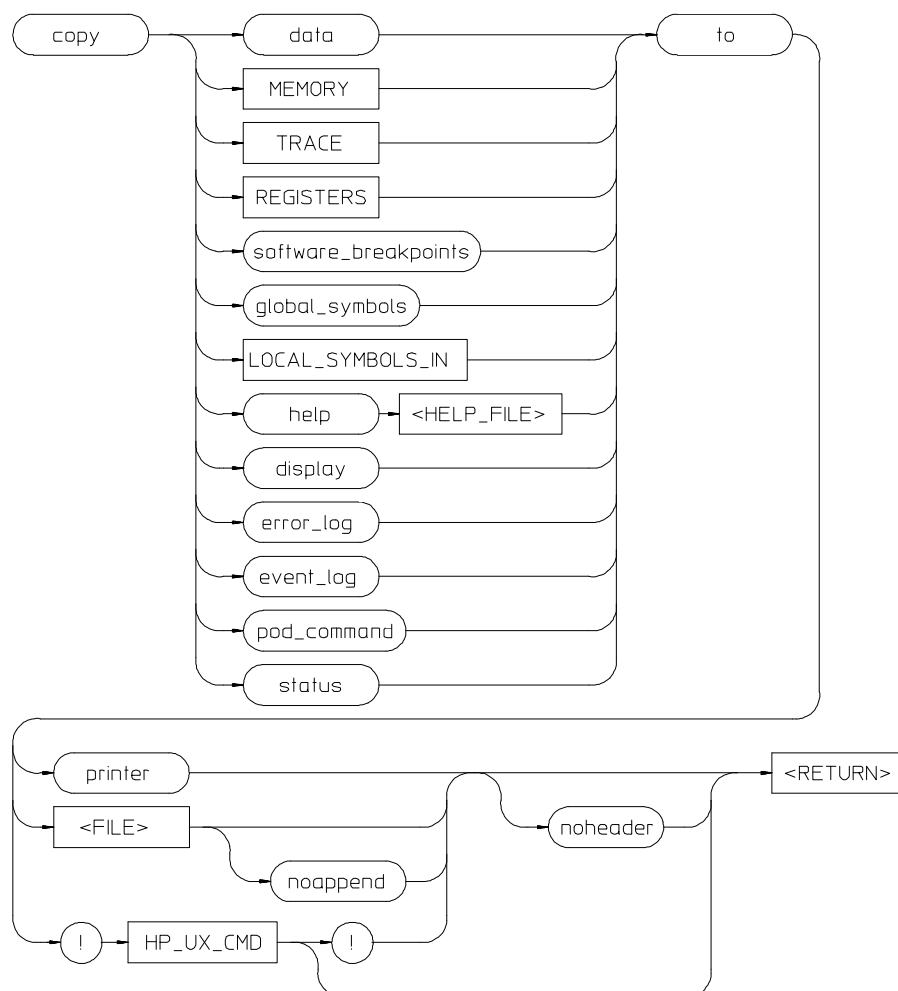 copy data to
MEMORY
TRACE
REGISTERS
software_breakpoints
global_symbols
LOCAL_SYMBOLS_IN
help <HELP_FILE>
display
error_log
event_log
pod_command
status
printer <RETURN>
<FILE> noheader
noappend
! HP_UX_CMD !